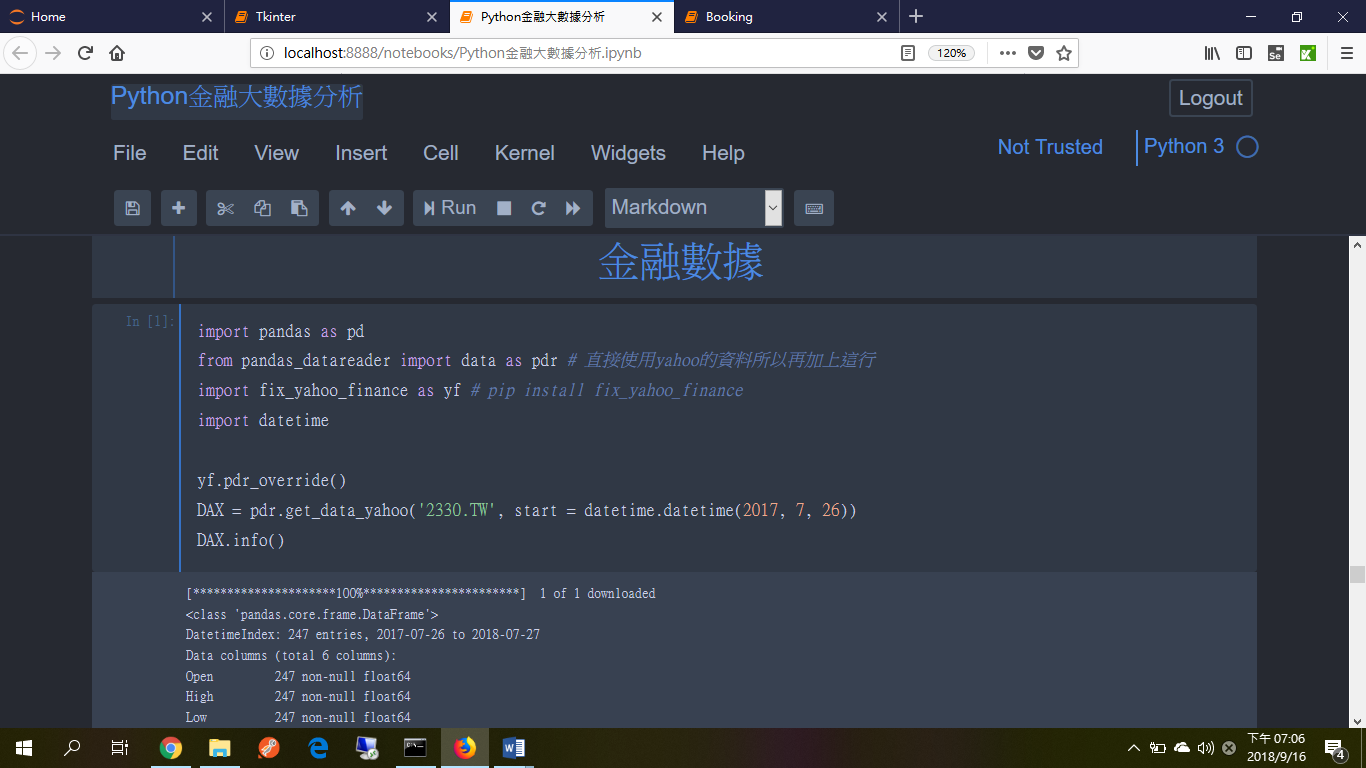 Home
Tkinter
Python金融大數據分析
Booking
localhost:8888/notebooks/Python金融大數據分析.ipynb
120%
Python金融大數據分析
Logout
File Edit View Insert Cell Kernel Widgets Help
Not Trusted
Python 3
Run
Markdown
金融數據
In [1]:
import pandas as pd
from pandas_datareader import data as pdr # 直接使用yahoo的資料所以再加上這行
import fix_yahoo_finance as yf # pip install fix_yahoo_finance
import datetime
yf.pdr_override()
DAX = pdr.get_data_yahoo('2330.TW', start = datetime.datetime(2017, 7, 26))
DAX.info()
[*********************100%***********************]  1 of 1 downloaded
<class 'pandas.core.frame.DataFrame'>
DatetimeIndex: 247 entries, 2017-07-26 to 2018-07-27
Data columns (total 6 columns):
Open         247 non-null float64
High         247 non-null float64
Low          247 non-null float64
下午 07:06
2018/9/16
4